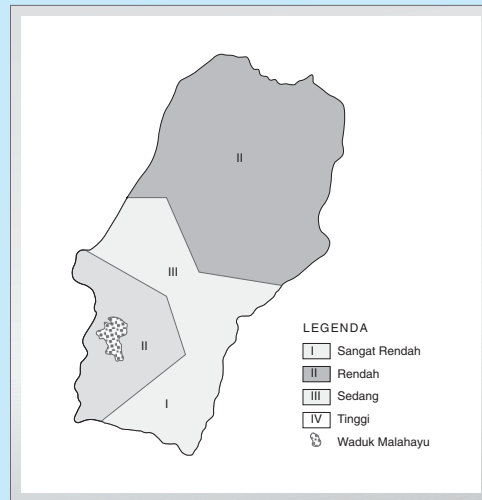 II
III
II
I
LEGENDA
I Sangat Rendah
II Rendah
III Sedang
IV Tinggi
Waduk Malahayu